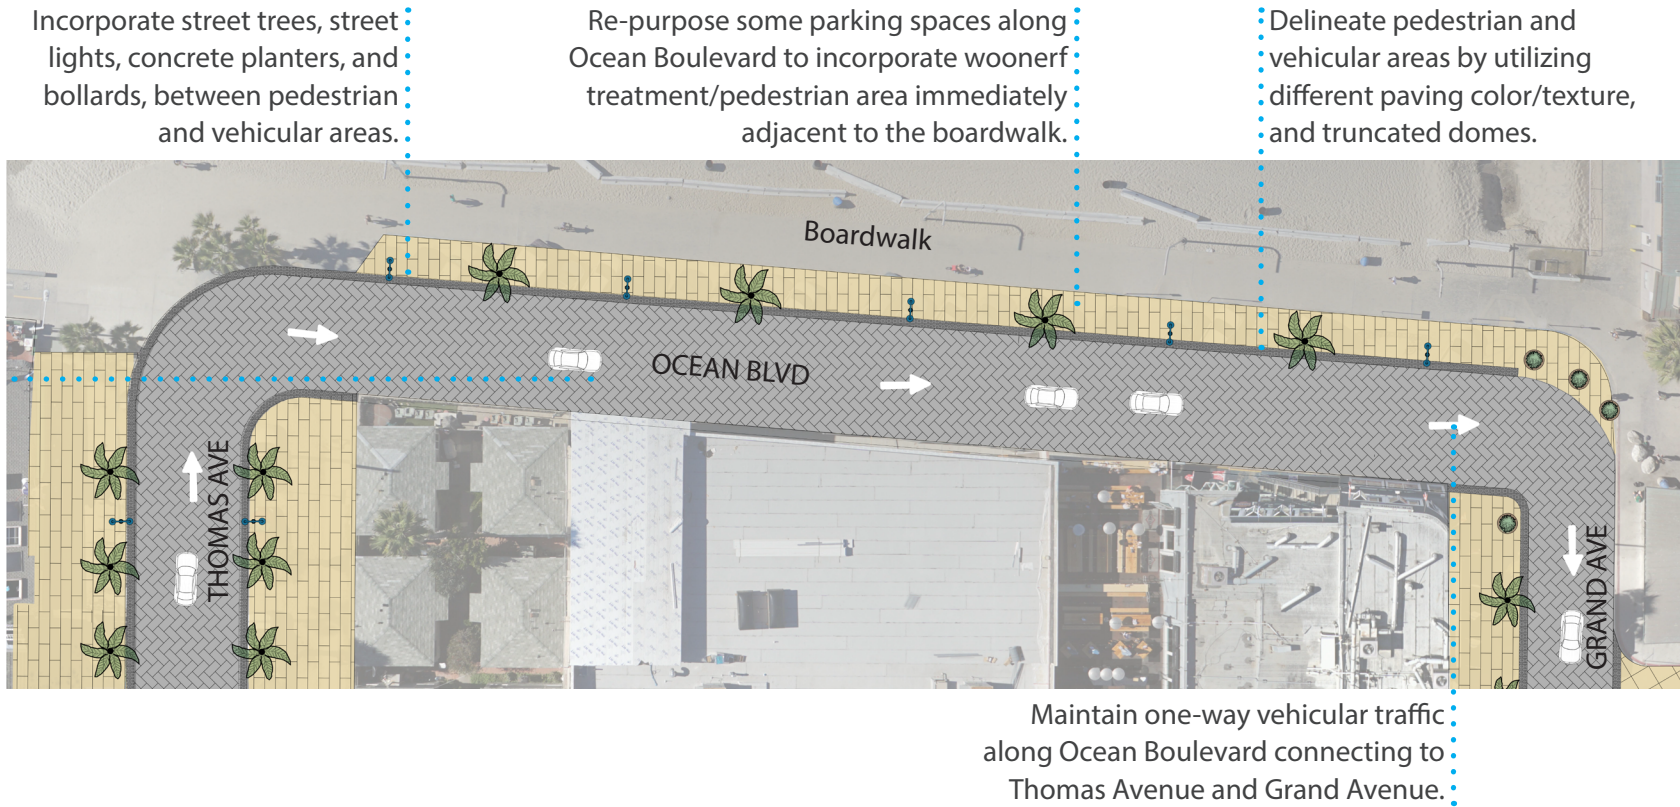 Incorporate street trees, street
lights, concrete planters, and
bollards, between pedestrian
and vehicular areas.
Re-purpose some parking spaces along
Ocean Boulevard to incorporate woonerf
treatment/pedestrian area immediately
adjacent to the boardwalk.
Delineate pedestrian and
vehicular areas by utilizing
different paving color/texture,
and truncated domes.
Boardwalk
OCEAN BLVD
THOMAS AVE
GRAND AVE
Maintain one-way vehicular traffic
along Ocean Boulevard connecting to
Thomas Avenue and Grand Avenue.